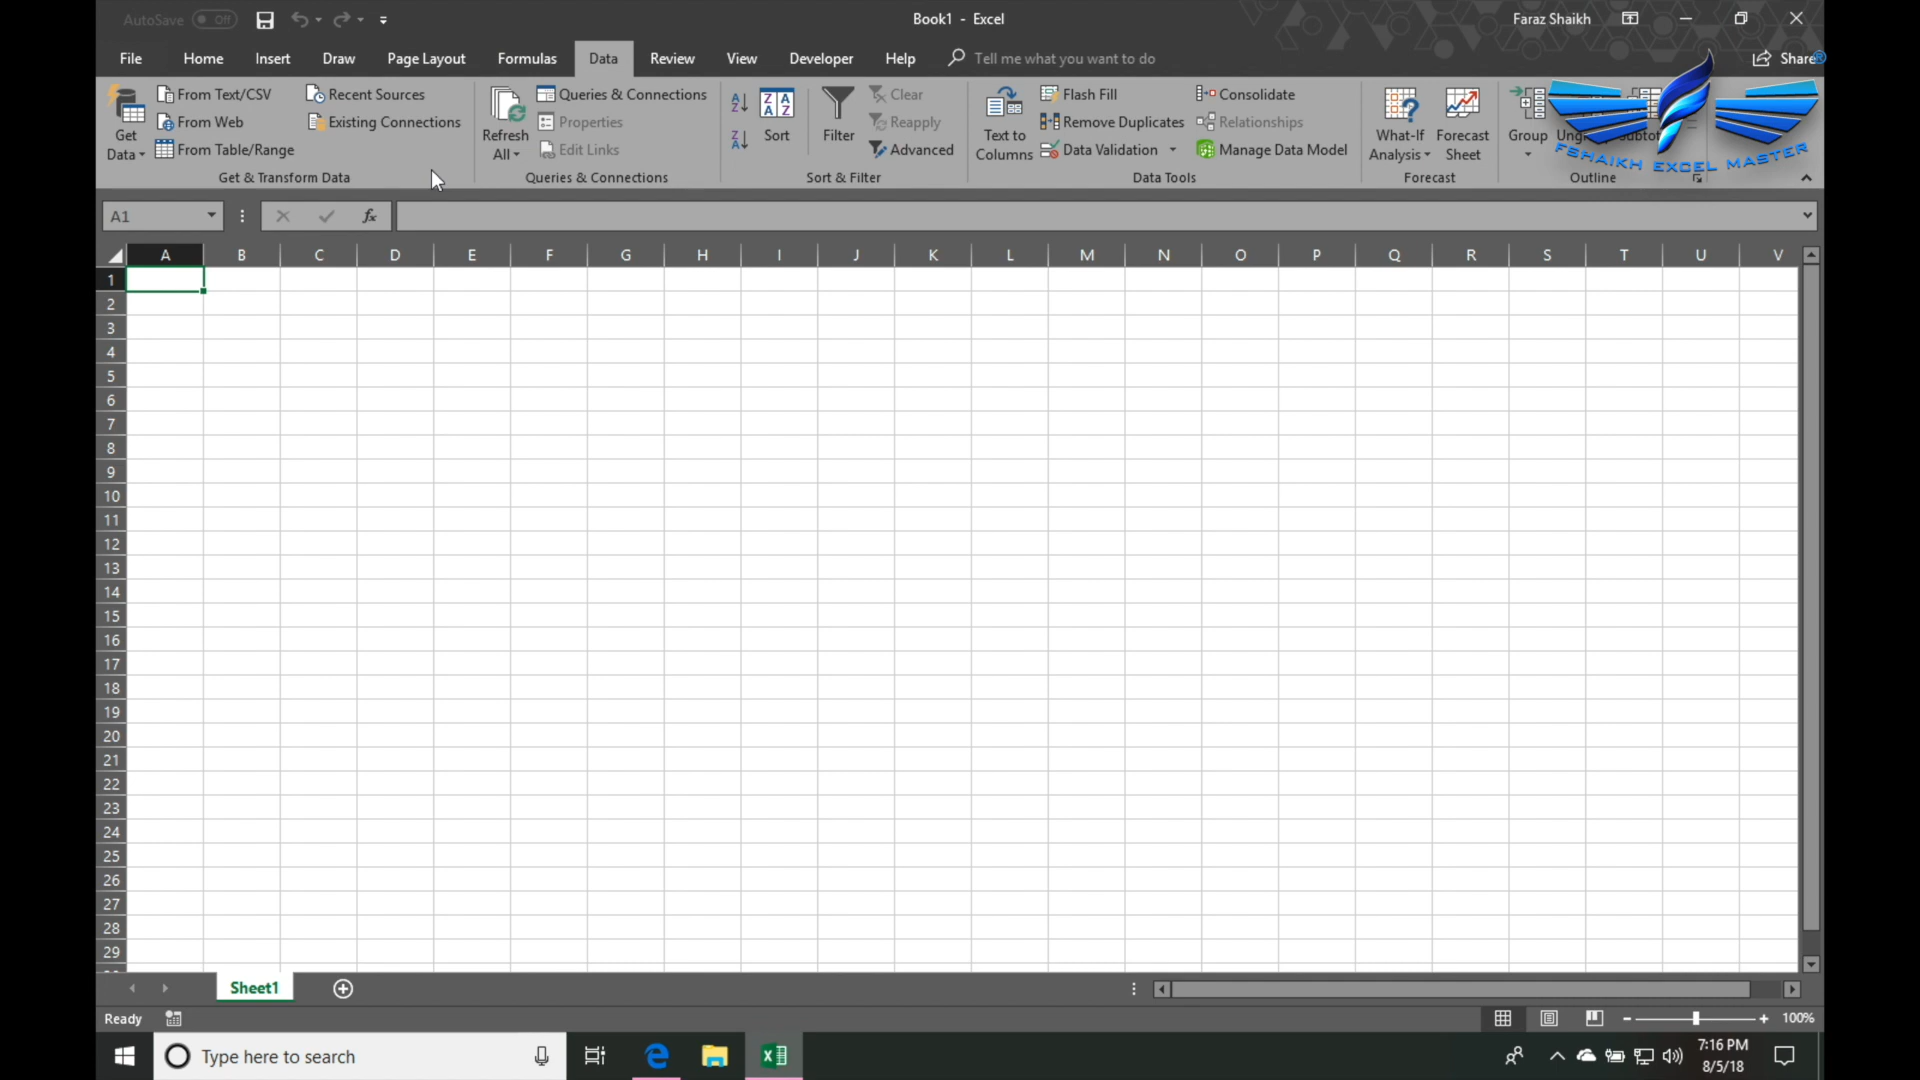 AutoSave Off
Book1 - Excel
Faraz Shaikh
File Home Insert Draw Page Layout Formulas Data Review View Developer Help Tell me what you want to do Share
Get Data
From Text/CSV
From Web
From Table/Range
Recent Sources
Existing Connections
Get & Transform Data
Refresh All
Queries & Connections
Properties
Edit Links
Queries & Connections
Sort
Filter
Clear
Reapply
Advanced
Sort & Filter
Text to Columns
Flash Fill
Remove Duplicates
Data Validation
Consolidate
Relationships
Manage Data Model
Data Tools
What-If Analysis
Forecast Sheet
Forecast
Group
Outline
FSHAIKH EXCEL MASTER
A1
fx
A B C D E F G H I J K L M N O P Q R S T U V
1
2
3
4
5
6
7
8
9
10
11
12
13
14
15
16
17
18
19
20
21
22
23
24
25
26
27
28
29
Sheet1
Ready
100%
Type here to search
7:16 PM
8/5/18